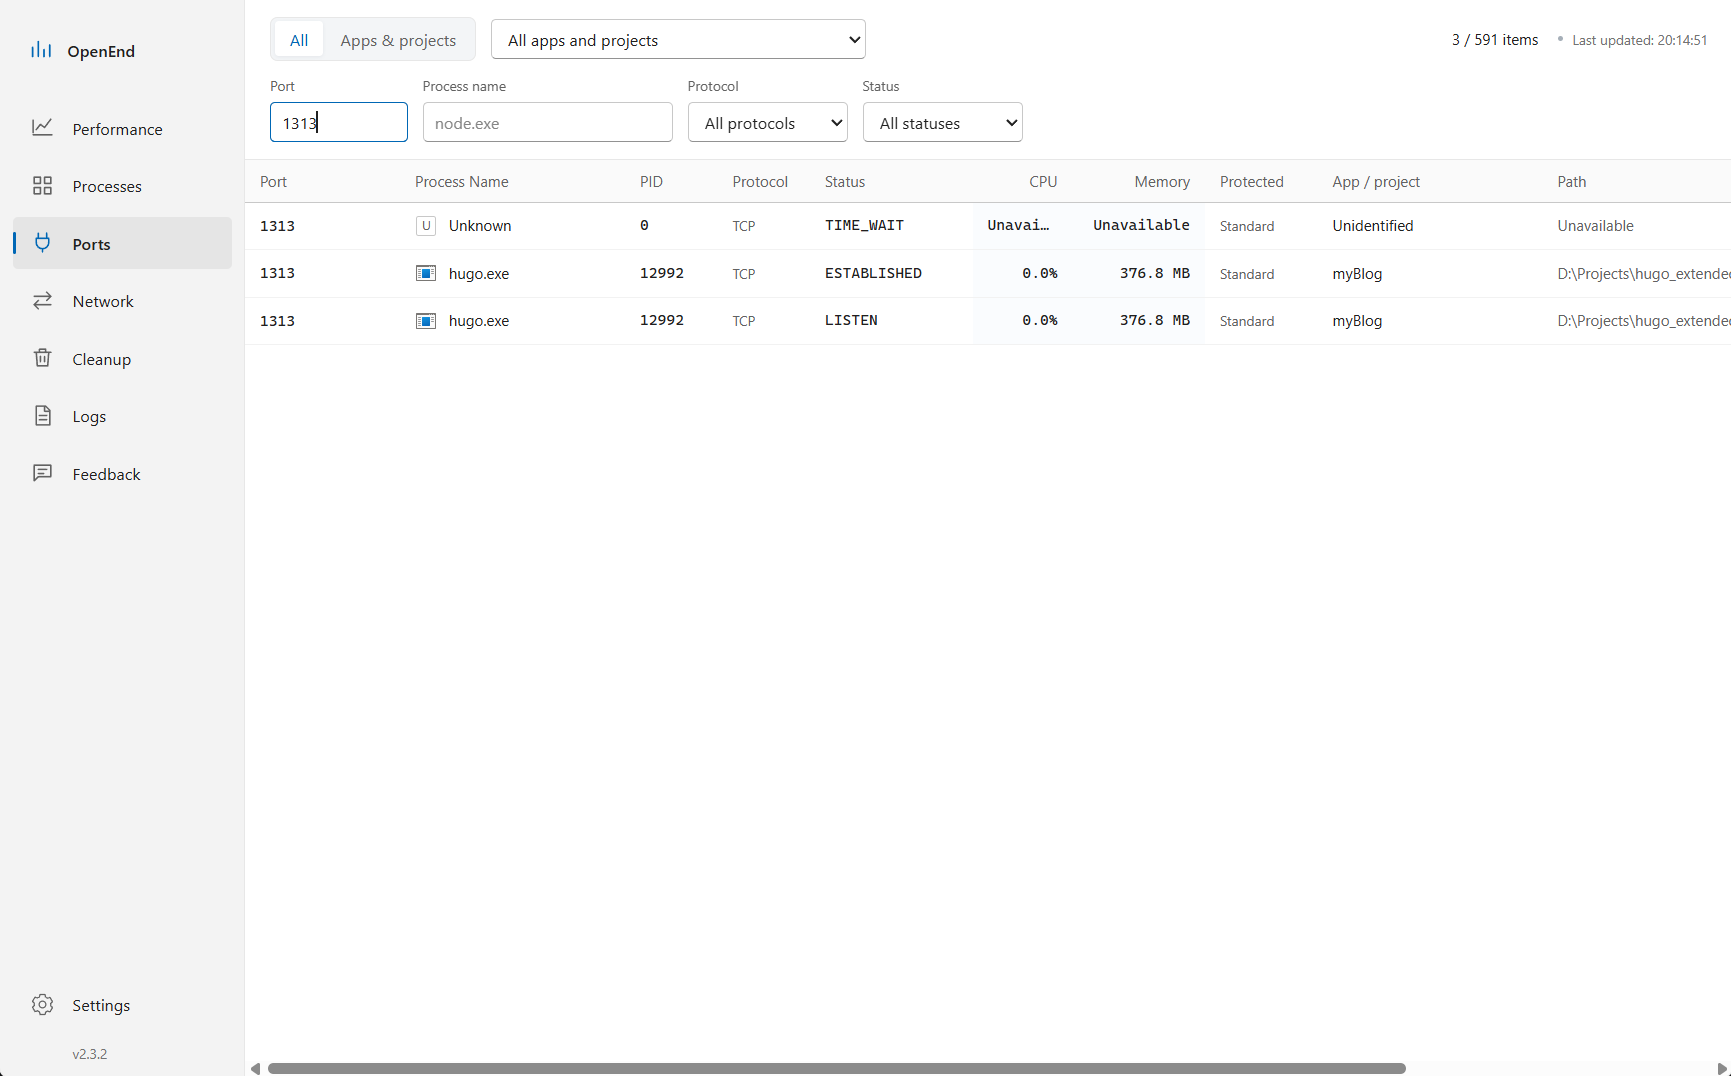 OpenEnd
Performance
Processes
Ports
Network
Cleanup
Logs
Feedback
Settings
v2.3.2
All Apps & projects All apps and projects 3 / 591 items • Last updated: 20:14:51
Port Process name Protocol Status
1313 node.exe All protocols All statuses
Port Process Name PID Protocol Status CPU Memory Protected App / project Path
1313 U Unknown 0 TCP TIME_WAIT Unavai... Unavailable Standard Unidentified Unavailable
1313 hugo.exe 12992 TCP ESTABLISHED 0.0% 376.8 MB Standard myBlog D:\Projects\hugo_extended
1313 hugo.exe 12992 TCP LISTEN 0.0% 376.8 MB Standard myBlog D:\Projects\hugo_extended